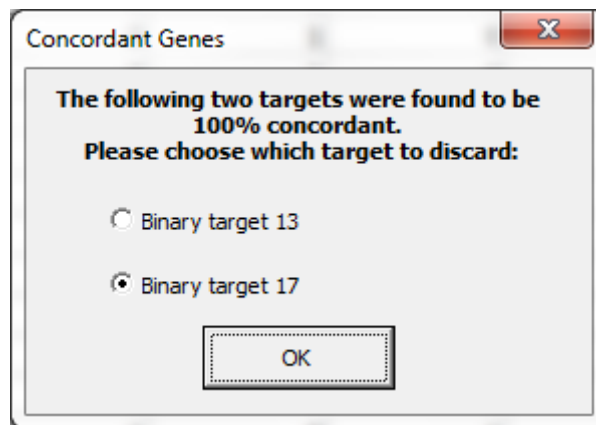 Concordant Genes
The following two targets were found to be
100% concordant.
Please choose which target to discard:
Binary target 13
Binary target 17
OK